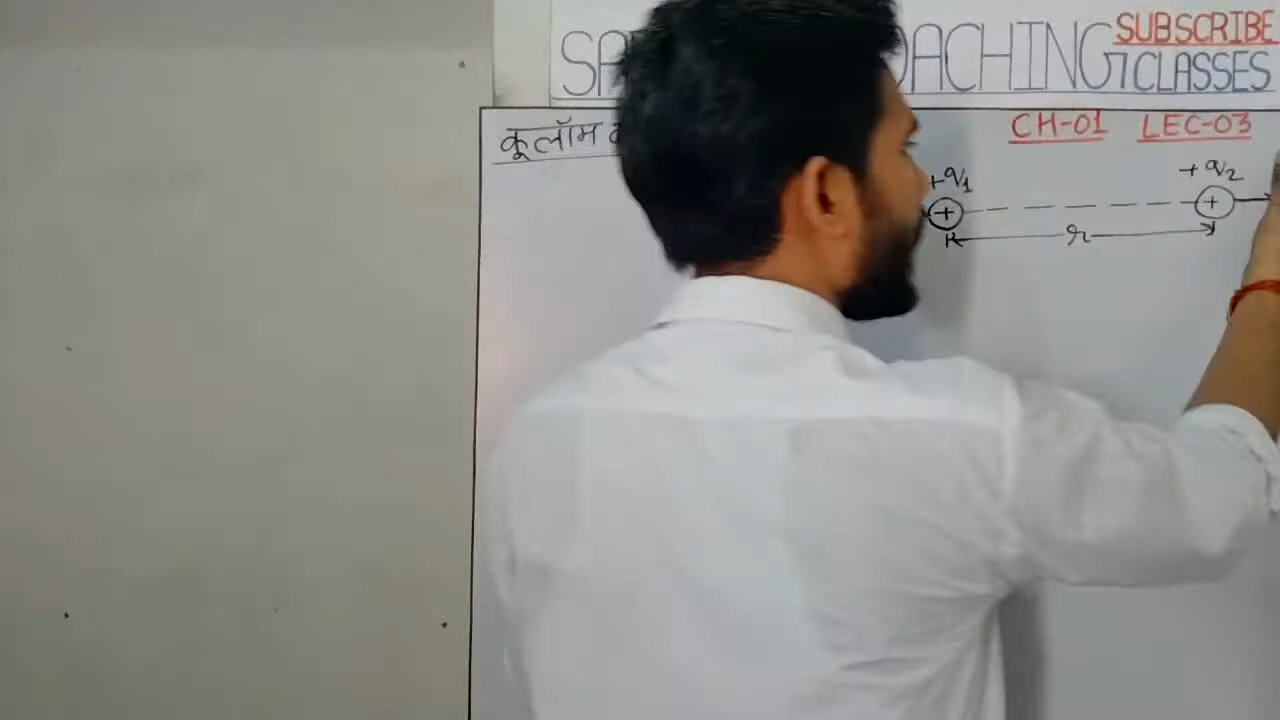 SUBSCRIBE
CLASSES
CH-01 LEC-03
कूलॉम
+q1 +q2
+ +
r